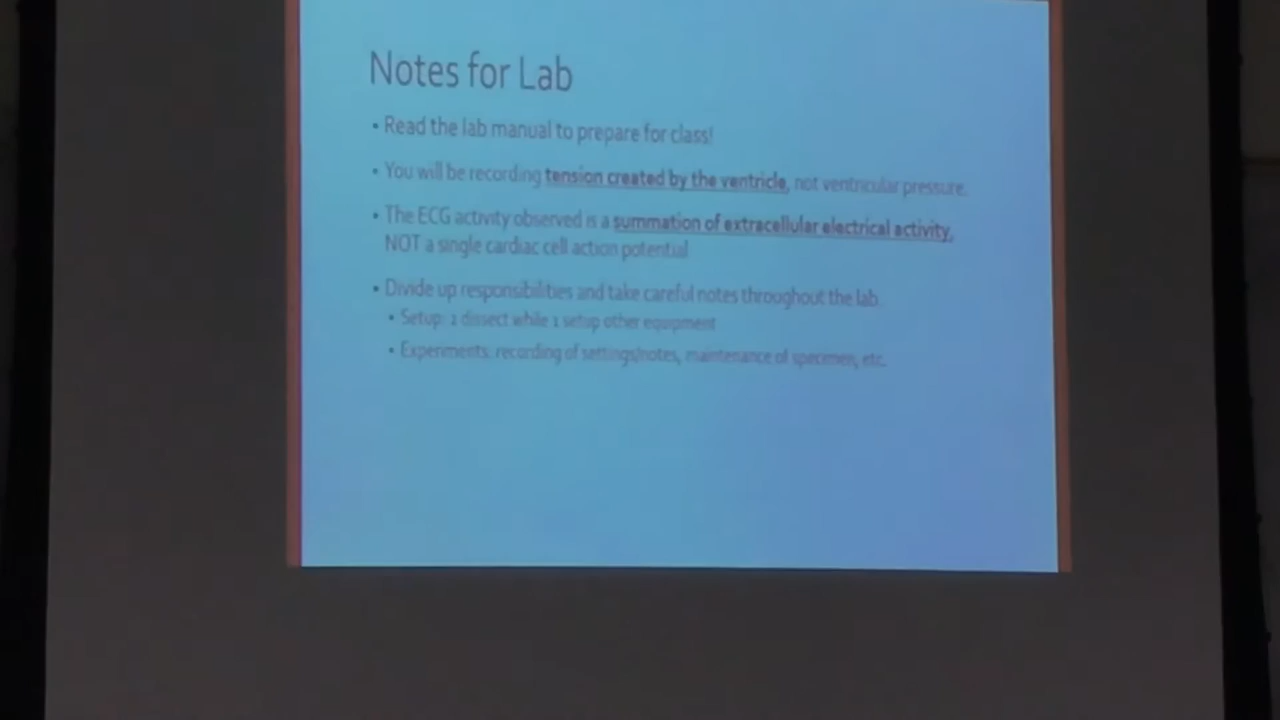 Notes for Lab
• Read the lab manual to prepare for class!
• You will be recording tension created by the ventricle, not ventricular pressure.
• The ECG activity observed is a summation of extracellular electrical activity,
NOT a single cardiac cell action potential
• Divide up responsibilities and take careful notes throughout the lab
• Setup: 1 dissect while 1 setup other equipment
• Experiments: recording of settings/notes, maintenance of specimen, etc.